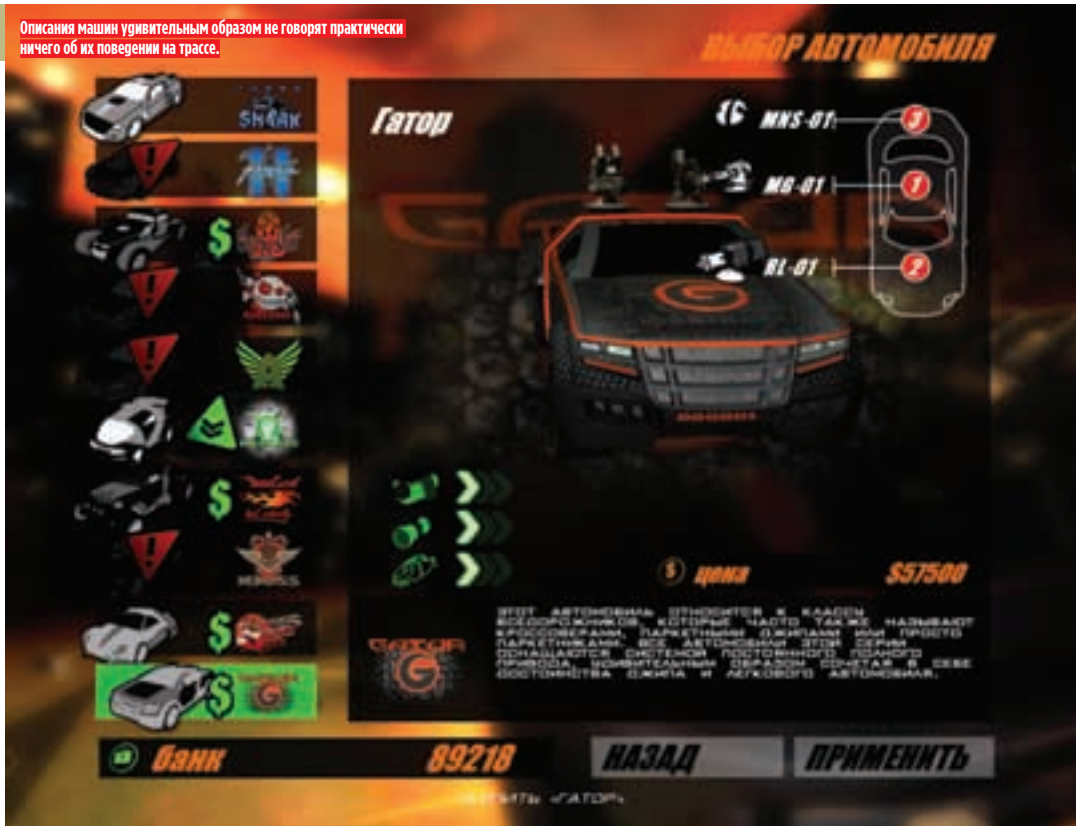 Описания машин удивительным образом не говорят практически
ничего об их поведении на трассе.
ВЫБОР АВТОМОБИЛЯ
SHARK
Гатор
MNS-01
3
MG-01
1
RL-01
2
цена
$57500
GATOR
ЭТОТ АВТОМОБИЛЬ ОТНОСИТСЯ К КЛАССУ
ВСЕДОРОЖНИКОВ, КОТОРЫЕ ЧАСТО ТАКЖЕ НАЗЫВАЮТ
КРОССОВЕРАМИ, ПАРКЕТНЫМИ ДЖИПАМИ ИЛИ ПРОСТО
ПАРКЕТНИКАМИ. ВСЕ АВТОМОБИЛИ ЭТОЙ СЕРИИ
ОСНАЩАЮТСЯ СИСТЕМОЙ ПОСТОЯННОГО ПОЛНОГО
ПРИВОДА, УДИВИТЕЛЬНЫМ ОБРАЗОМ СОЧЕТАЯ В СЕБЕ
ДОСТОИНСТВА ДЖИПА И ЛЕГКОВОГО АВТОМОБИЛЯ.
банк
89218
НАЗАД
ПРИМЕНИТЬ
«ГАТОР»